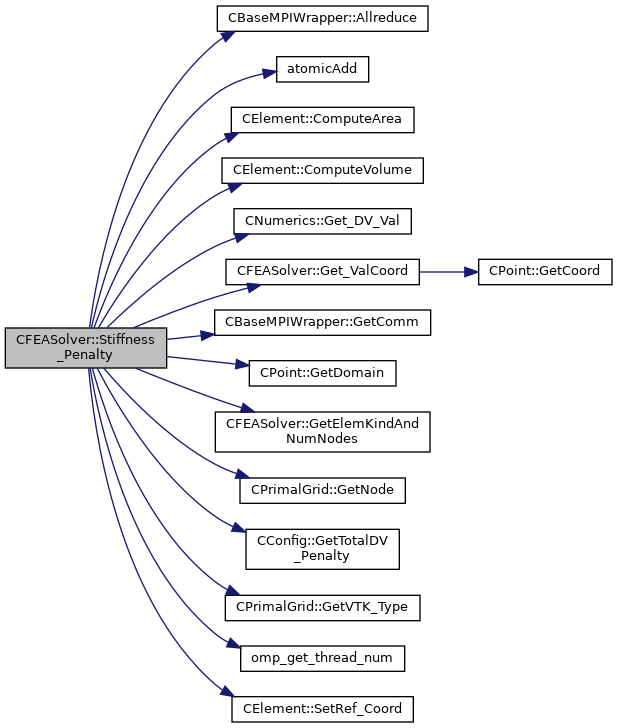 CBaseMPIWrapper::Allreduce
atomicAdd
CElement::ComputeArea
CElement::ComputeVolume
CNumerics::Get_DV_Val
CFEASolver::Get_ValCoord
CPoint::GetCoord
CBaseMPIWrapper::GetComm
CFEASolver::Stiffness
_Penalty
CPoint::GetDomain
CFEASolver::GetElemKindAnd
NumNodes
CPrimalGrid::GetNode
CConfig::GetTotalDV
_Penalty
CPrimalGrid::GetVTK_Type
omp_get_thread_num
CElement::SetRef_Coord